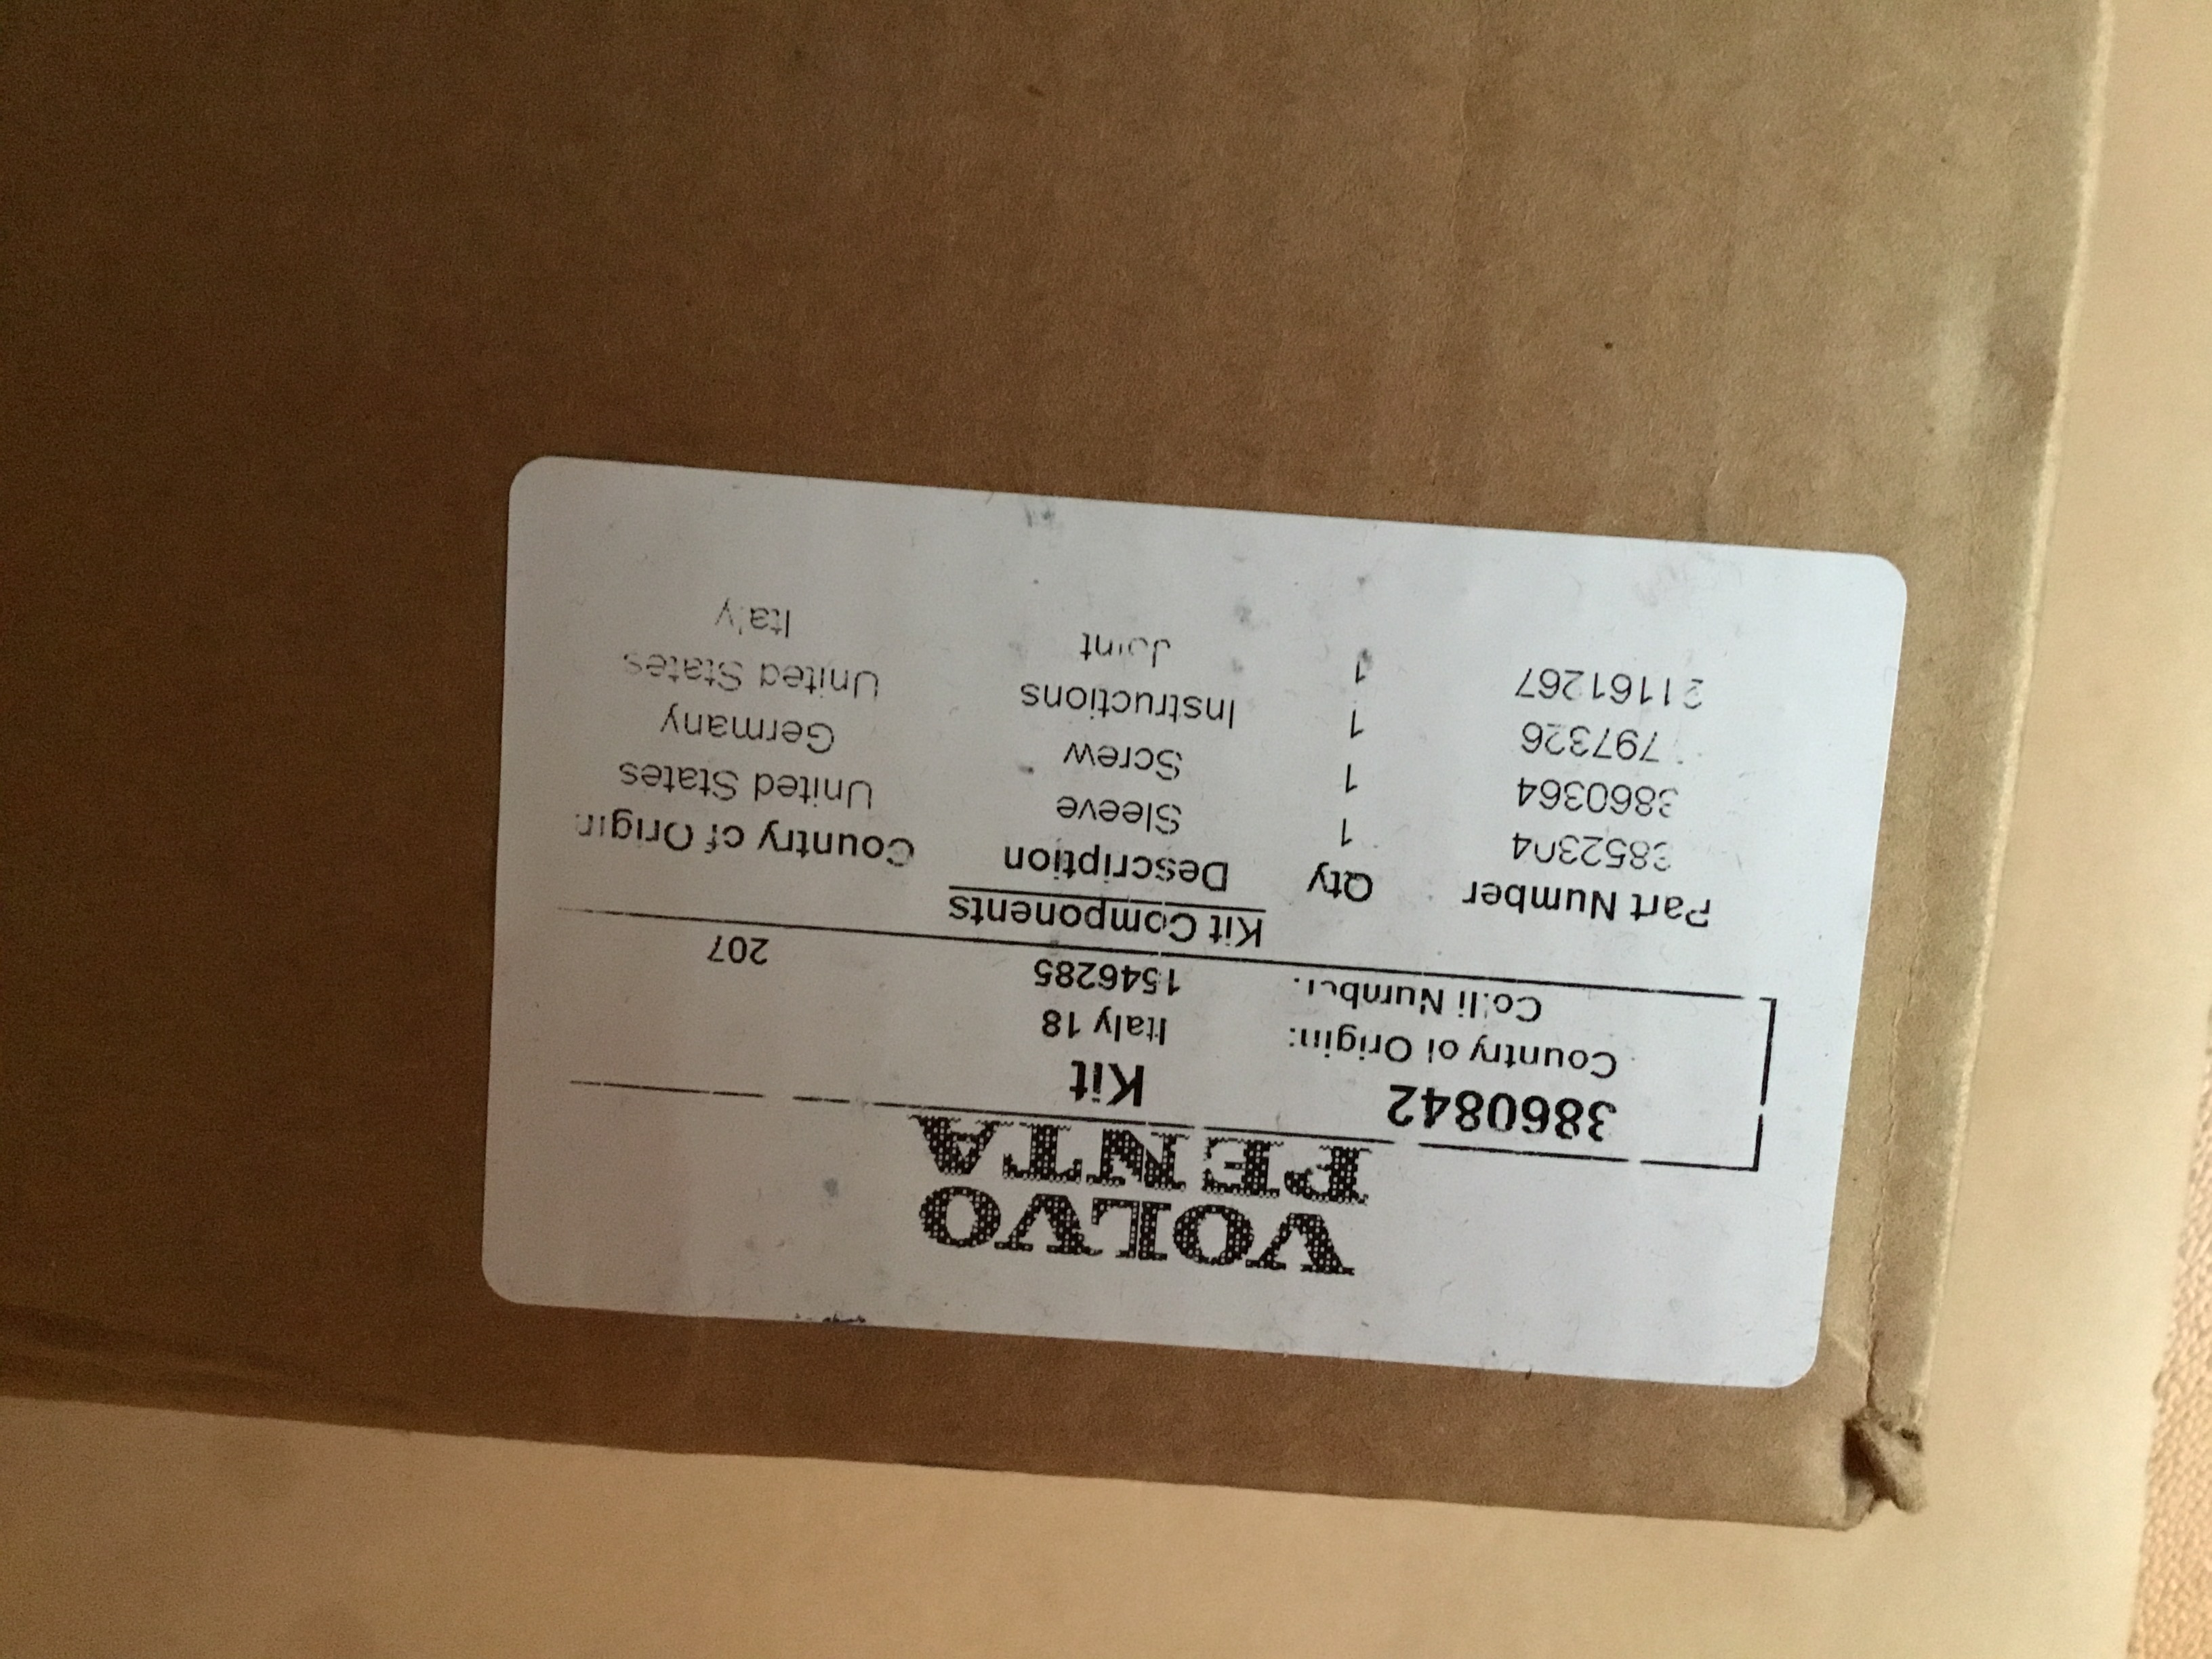 VOLVO
PENTA
3860842 Kit
Country of Origin: Italy 18
Colli Number: 1546285 207
Kit Components
Part Number Qty Description Country of Origin
1 Sleeve United States
3860364 1 Screw Germany
1 Instructions United States
21161267 1 Joint Italy